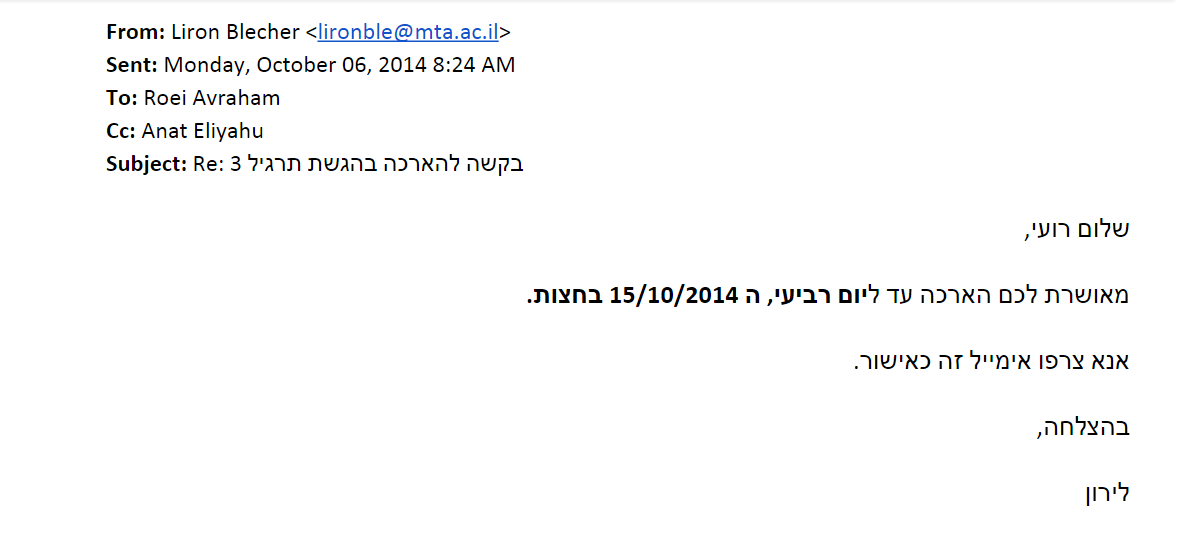 From: Liron Blecher <lironble@mta.ac.il>
Sent: Monday, October 06, 2014 8:24 AM
To: Roei Avraham
Cc: Anat Eliyahu
Subject: Re: בקשה להארכה בהגשת תרגיל 3
שלום רועי,
מאושרת לכם הארכה עד ליום רביעי, ה 15/10/2014 בחצות.
אנא צרפו אימייל זה כאישור.
בהצלחה,
לירון